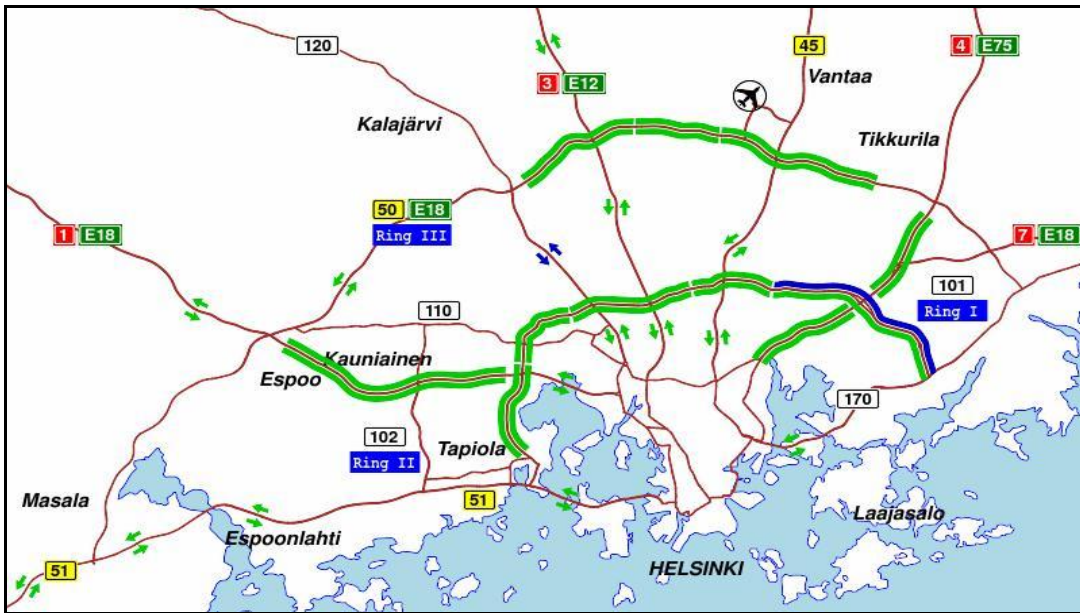 120
45
4 E75
Vantaa
3 E12
Kalajärvi
Tikkurila
50 E18
Ring III
1 E18
7 E18
101
Ring I
110
Kauniainen
Espoo
170
102
Ring II
Tapiola
Masala
51
Espoonlahti
Laajasalo
51
HELSINKI